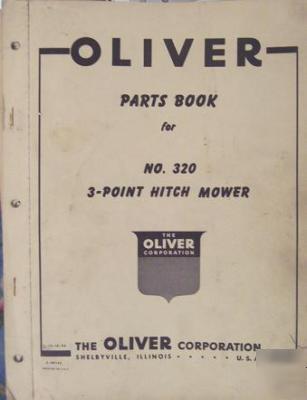 OLIVER
PARTS BOOK
for
NO. 320
3-POINT HITCH MOWER
THE
OLIVER
CORPORATION
THE OLIVER CORPORATION
SHELBYVILLE, ILLINOIS · · · · · U. S. A